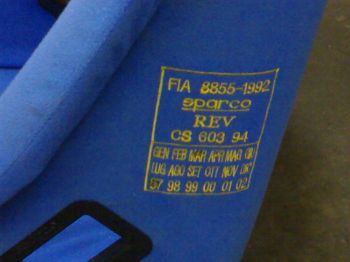 FIA 8855-1992
sparco
REV
CS 603 94
GEN FEB MAR APR MAG GIU
LUG AGO SET OTT NOV DIC
97 98 99 00 01 02